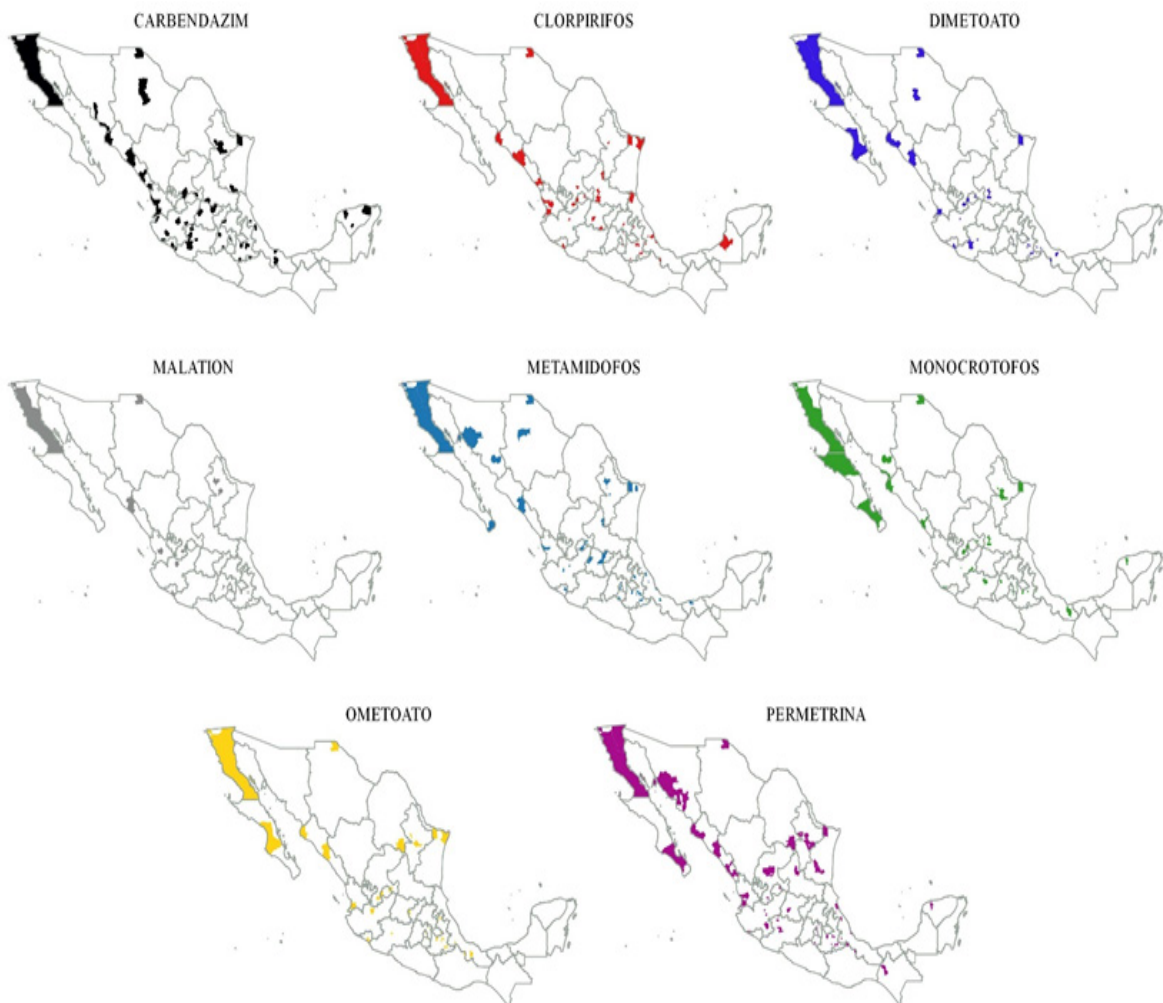 CARBENDAZIM
CLORPIRIFOS
DIMETOATO
MALATION
METAMIDOFOS
MONOCROTOFOS
OMETOATO
PERMETRINA